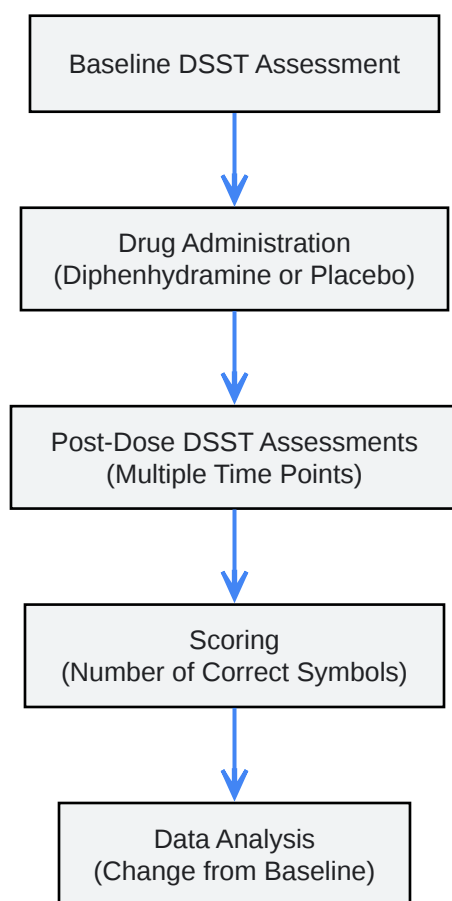 Baseline DSST Assessment
Drug Administration
(Diphenhydramine or Placebo)
Post-Dose DSST Assessments
(Multiple Time Points)
Scoring
(Number of Correct Symbols)
Data Analysis
(Change from Baseline)